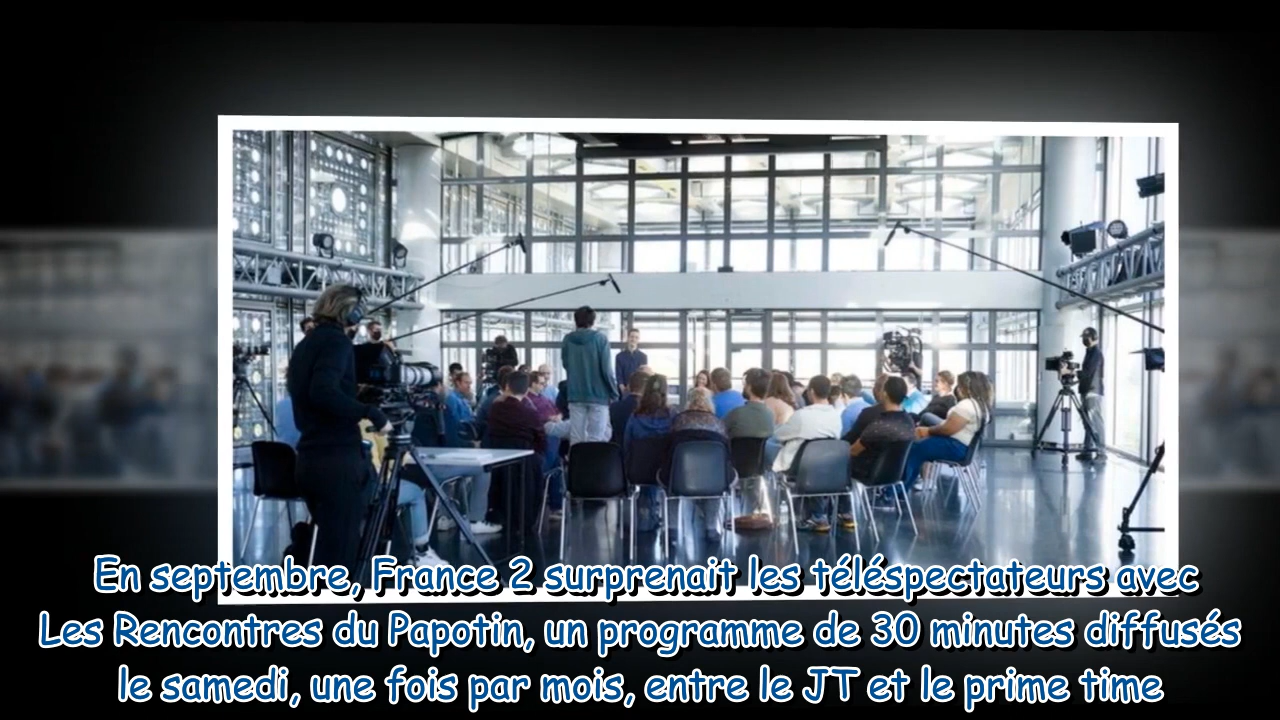 En septembre, France 2 surprenait les téléspectateurs avec
Les Rencontres du Papotin, un programme de 30 minutes diffusés
le samedi, une fois par mois, entre le JT et le prime time